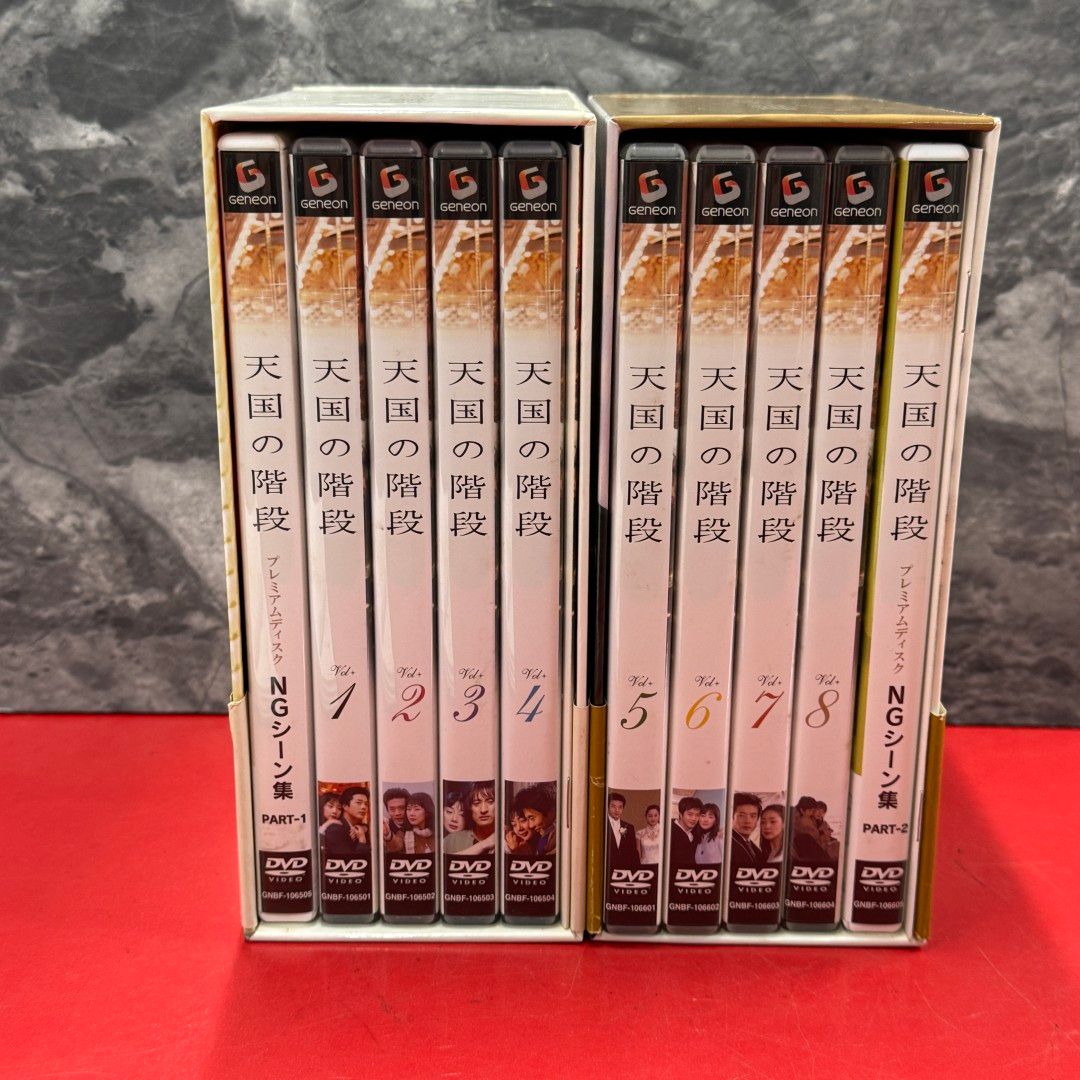 GENEON
天国の階段
プレミアムディスク
NGシーン集
PART-1
DVD
VIDEO
GNBF-106505
GENEON
天国の階段
Vol.
1
DVD
VIDEO
GNBF-106501
GENEON
天国の階段
Vol.
2
DVD
VIDEO
GNBF-106502
GENEON
天国の階段
Vol.
3
DVD
VIDEO
GNBF-106503
GENEON
天国の階段
Vol.
4
DVD
VIDEO
GNBF-106504
GENEON
天国の階段
Vol.
5
DVD
VIDEO
GNBF-106601
GENEON
天国の階段
Vol.
6
DVD
VIDEO
GNBF-106602
GENEON
天国の階段
Vol.
7
DVD
VIDEO
GNBF-106603
GENEON
天国の階段
Vol.
8
DVD
VIDEO
GNBF-106604
GENEON
天国の階段
プレミアムディスク
NGシーン集
PART-2
DVD
VIDEO
GNBF-106605